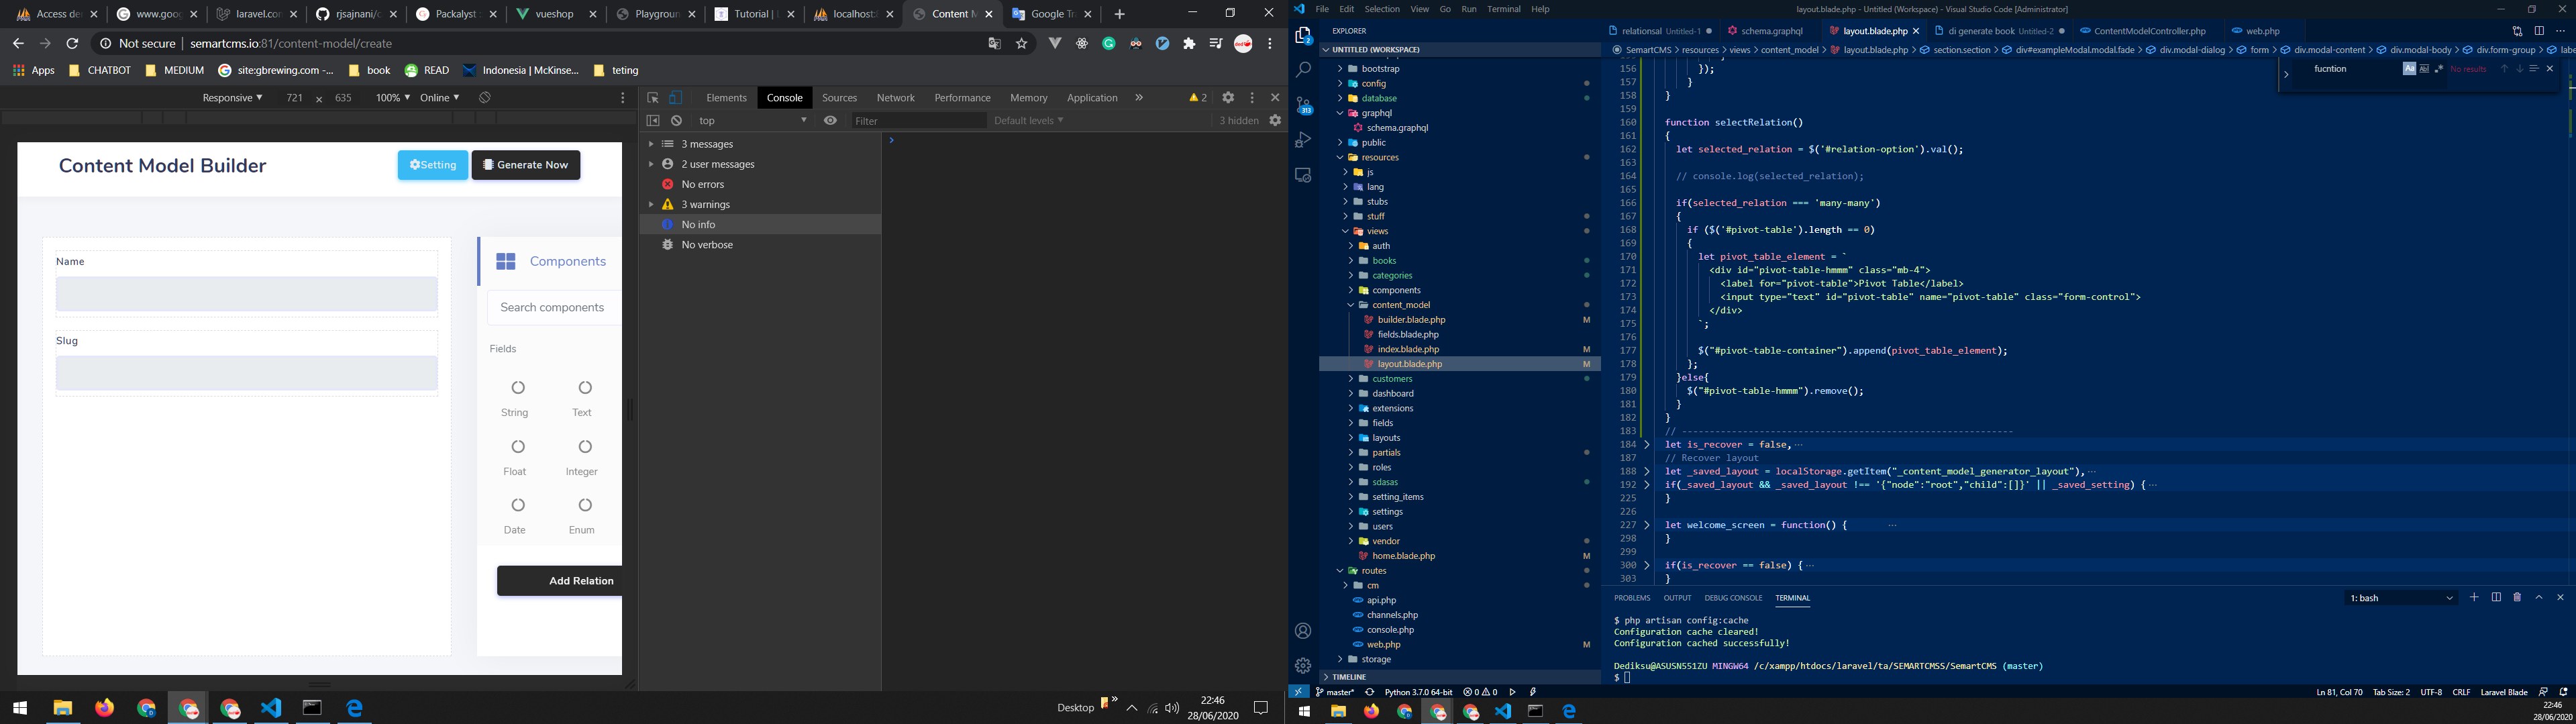 Access der
www.goog
laravel.cor
rjsajnani/c
Packalyst :
vueshop
Playgroun
Tutorial | L
localhost:
Content M
Google Tr
Not secure | semartcms.io:81/content-model/create
Apps
CHATBOT
MEDIUM
site:gbrewing.com -...
book
READ
Indonesia | McKinse...
teting
Responsive ▼ 721 × 635 100% ▼ Online ▼
Elements
Console
Sources
Network
Performance
Memory
Application
2
top
Filter
Default levels ▼
3 hidden
3 messages
2 user messages
No errors
3 warnings
No info
No verbose
Content Model Builder
Setting
Generate Now
Name
Slug
Components
Search components
Fields
String
Text
Float
Integer
Date
Enum
Add Relation
Desktop
22:46
28/06/2020
File Edit Selection View Go Run Terminal Help
layout.blade.php - Untitled (Workspace) - Visual Studio Code [Administrator]
EXPLORER
UNTITLED (WORKSPACE)
2
313
bootstrap
config
database
graphql
schema.graphql
public
resources
js
lang
stubs
stuff
views
auth
books
categories
components
content_model
builder.blade.php M
fields.blade.php
index.blade.php M
layout.blade.php M
customers
dashboard
extensions
fields
layouts
partials
roles
sdasas
setting_items
settings
users
vendor
home.blade.php M
routes
cm
api.php
channels.php
console.php
web.php M
storage
TIMELINE
relationsal Untitled-1
schema.graphql
layout.blade.php
di generate book Untitled-2
ContentModelController.php
web.php
SemartCMS > resources > views > content_model > layout.blade.php > section.section > div#exampleModal.modal.fade > div.modal-dialog > form > div.modal-content > div.modal-body > div.form-group > labe
fucntion
No results
156 });
157 }
158 }
159
160 function selectRelation()
161 {
162 let selected_relation = $('#relation-option').val();
163
164 // console.log(selected_relation);
165
166 if(selected_relation === 'many-many')
167 {
168 if ($('#pivot-table').length == 0)
169 {
170 let pivot_table_element = `
171 <div id="pivot-table-hmmm" class="mb-4">
172 <label for="pivot-table">Pivot Table</label>
173 <input type="text" id="pivot-table" name="pivot-table" class="form-control">
174 </div>
175 `;
176
177 $("#pivot-table-container").append(pivot_table_element);
178 };
179 }else{
180 $("#pivot-table-hmmm").remove();
181 }
182 }
183 // ------------------------------------------------------------
184 let is_recover = false,···
187 // Recover layout
188 let _saved_layout = localStorage.getItem("_content_model_generator_layout"),···
192 if(_saved_layout && _saved_layout !== '{"node":"root","child":[]}' || _saved_setting) {···
225 }
226
227 let welcome_screen = function() { ···
298 }
299
300 if(is_recover == false) {···
303 }
PROBLEMS OUTPUT DEBUG CONSOLE TERMINAL
1: bash
$ php artisan config:cache
Configuration cache cleared!
Configuration cached successfully!
Dediksu@ASUSN551ZU MINGW64 /c/xampp/htdocs/laravel/ta/SEMARTCMSS/SemartCMS (master)
$
master*
Python 3.7.0 64-bit
0 0
Ln 81, Col 70
Tab Size: 2
UTF-8
CRLF
Laravel Blade
22:46
28/06/2020